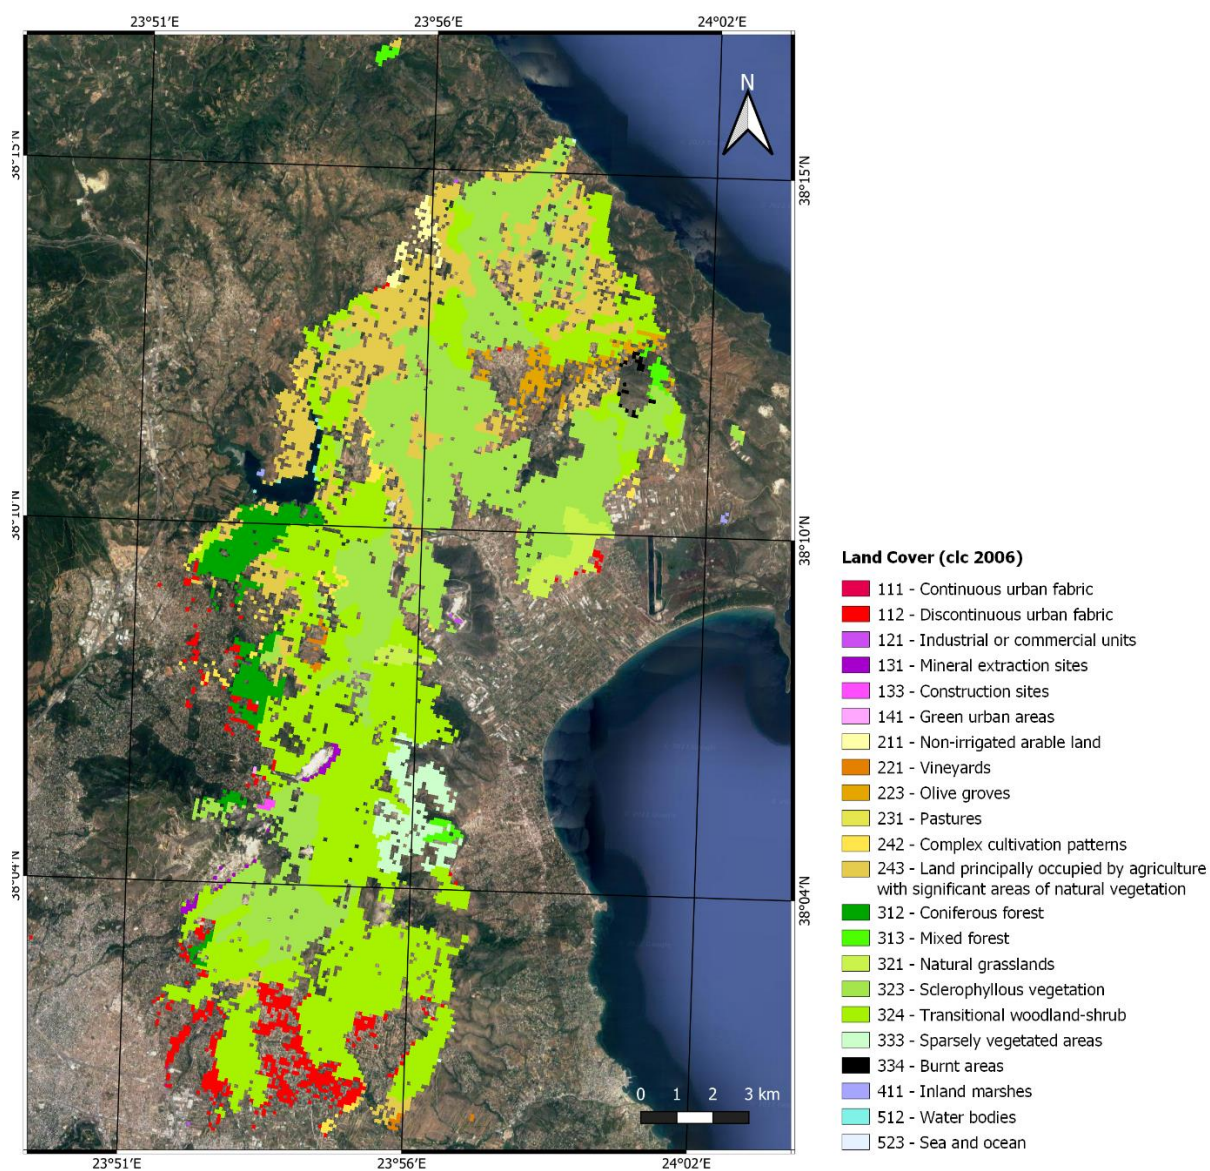 23°51′E 23°56′E 24°02′E
N
38°15′N 38°15′N
38°10′N 38°10′N
38°04′N 38°04′N
0 1 2 3 km
23°51′E 23°56′E 24°02′E
Land Cover (clc 2006)
111 - Continuous urban fabric
112 - Discontinuous urban fabric
121 - Industrial or commercial units
131 - Mineral extraction sites
133 - Construction sites
141 - Green urban areas
211 - Non-irrigated arable land
221 - Vineyards
223 - Olive groves
231 - Pastures
242 - Complex cultivation patterns
243 - Land principally occupied by agriculture
with significant areas of natural vegetation
312 - Coniferous forest
313 - Mixed forest
321 - Natural grasslands
323 - Sclerophyllous vegetation
324 - Transitional woodland-shrub
333 - Sparsely vegetated areas
334 - Burnt areas
411 - Inland marshes
512 - Water bodies
523 - Sea and ocean